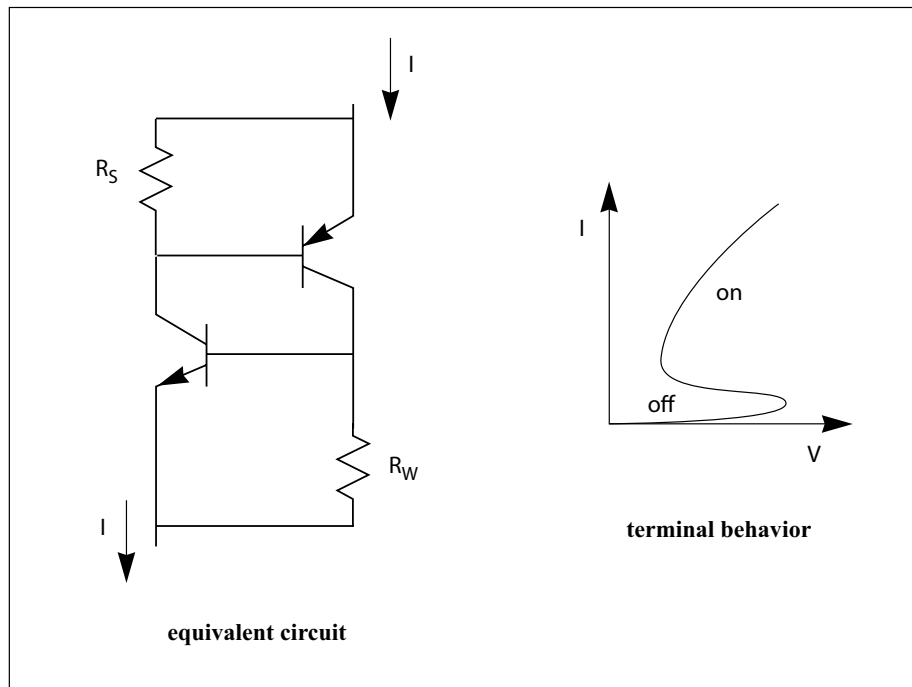 I
R_S
R_W
I
equivalent circuit
I
on
off
V
terminal behavior